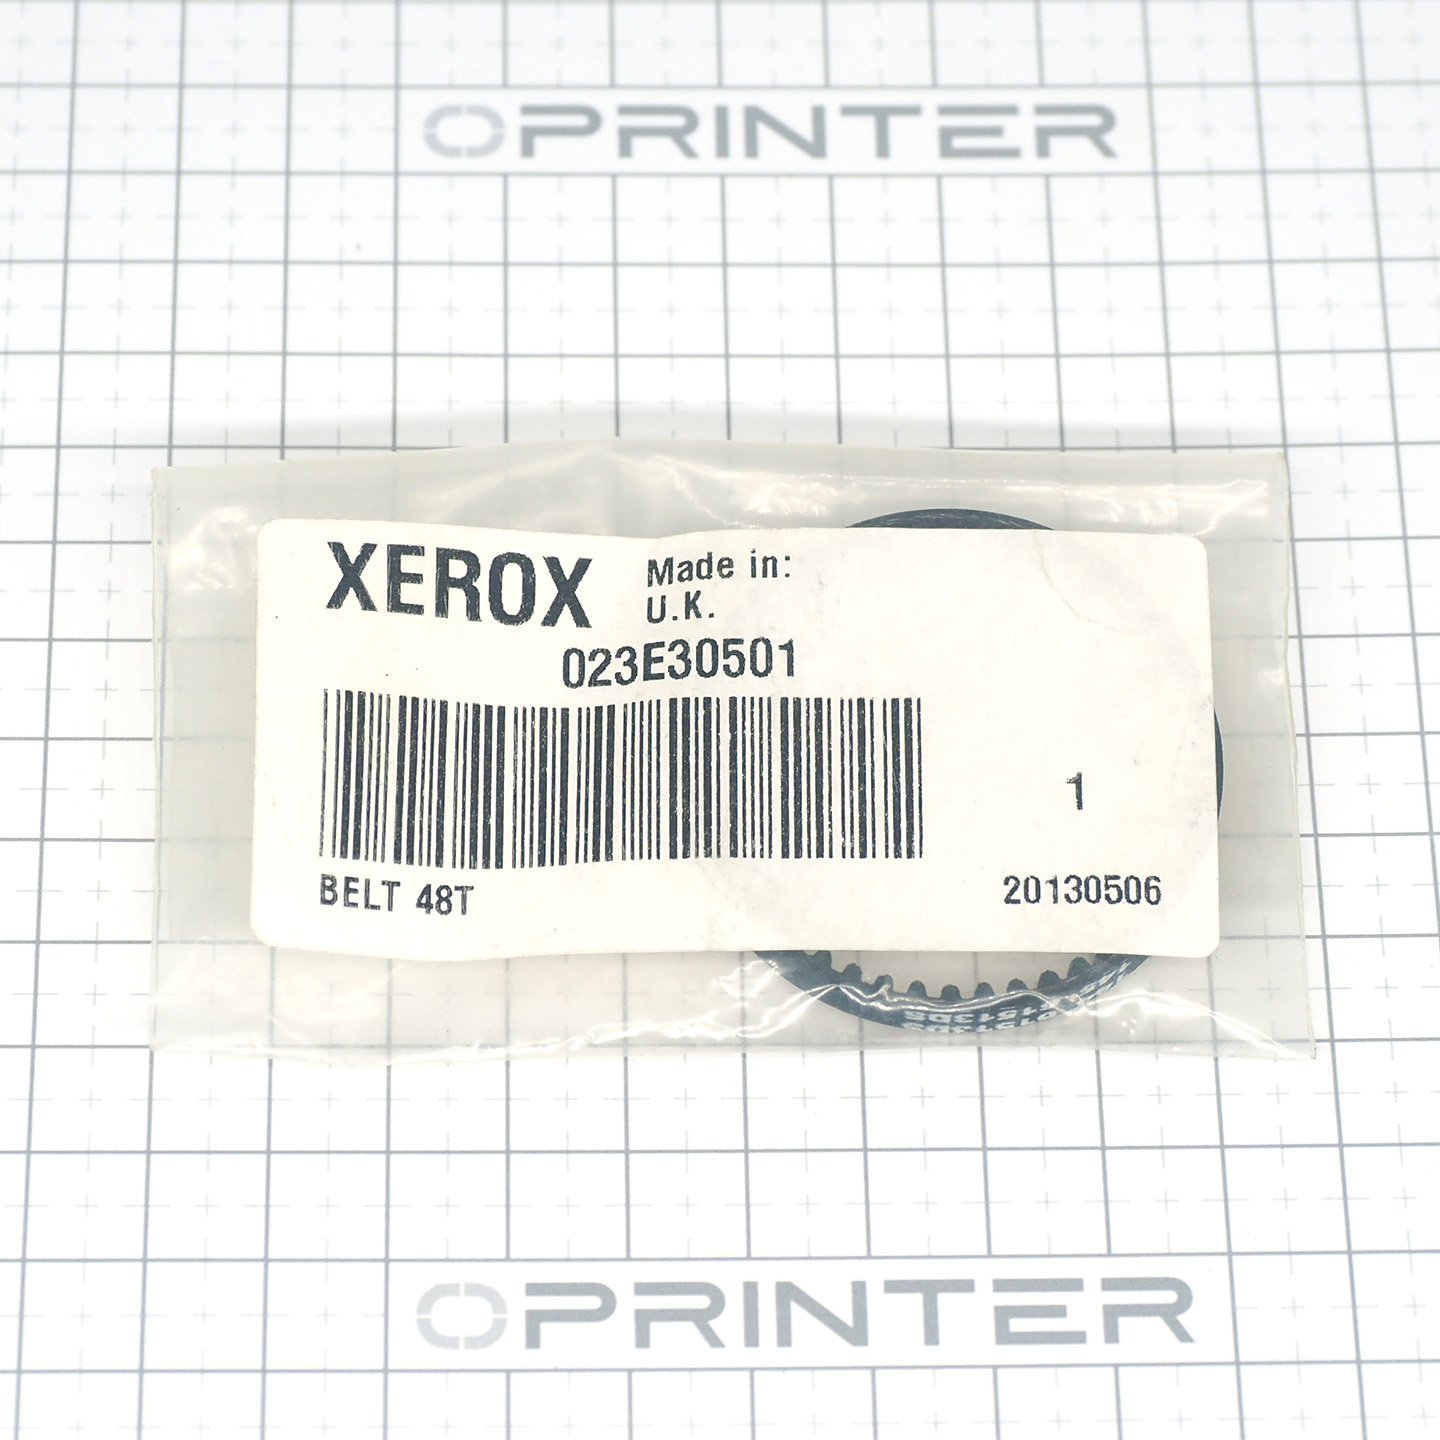 OPRINTER
XEROX
Made in:
U.K.
023E30501
1
BELT 48T
20130506
OPRINTER